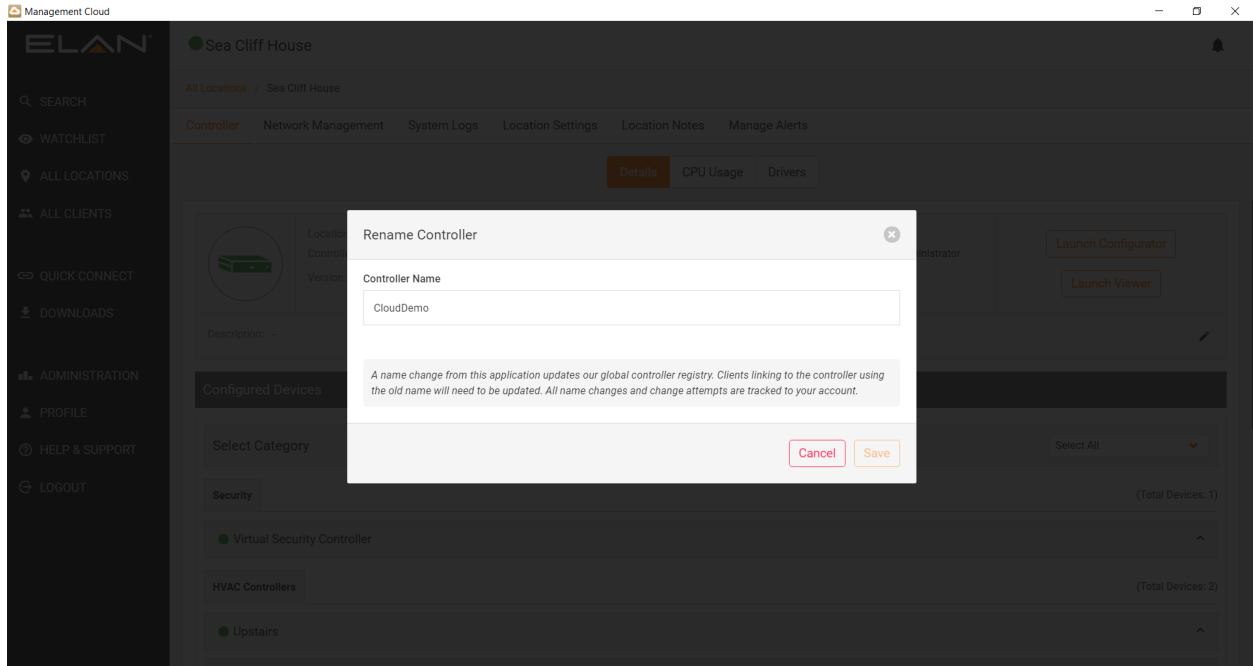 Management Cloud
ELAN
Sea Cliff House
All Locations / Sea Cliff House
SEARCH
WATCHLIST
ALL LOCATIONS
ALL CLIENTS
QUICK CONNECT
DOWNLOADS
ADMINISTRATION
PROFILE
HELP & SUPPORT
LOGOUT
Controller Network Management System Logs Location Settings Location Notes Manage Alerts
Details CPU Usage Drivers
Location
Version
Launch Configurator
Launch Viewer
Description: --
Rename Controller
Controller Name
CloudDemo
A name change from this application updates our global controller registry. Clients linking to the controller using
the old name will need to be updated. All name changes and change attempts are tracked to your account.
Cancel Save
Configured Devices
Select Category Select All
Security (Total Devices: 1)
Virtual Security Controller
HVAC Controllers (Total Devices: 2)
Upstairs